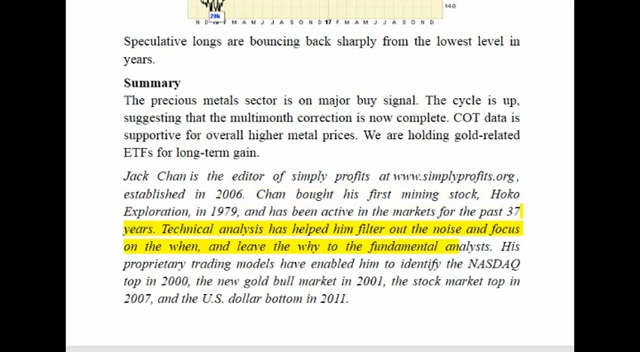 14.0
20k
N D J F M A M J J A S O N D 17 F M A M J J A S O N D
Speculative longs are bouncing back sharply from the lowest level in
years.
Summary
The precious metals sector is on major buy signal. The cycle is up,
suggesting that the multimonth correction is now complete. COT data is
supportive for overall higher metal prices. We are holding gold-related
ETFs for long-term gain.
Jack Chan is the editor of simply profits at www.simplyprofits.org,
established in 2006. Chan bought his first mining stock, Hoko
Exploration, in 1979, and has been active in the markets for the past 37
years. Technical analysis has helped him filter out the noise and focus
on the when, and leave the why to the fundamental analysts. His
proprietary trading models have enabled him to identify the NASDAQ
top in 2000, the new gold bull market in 2001, the stock market top in
2007, and the U.S. dollar bottom in 2011.